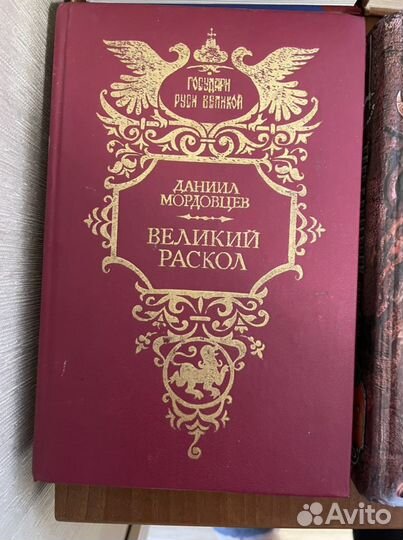 ГОСУДАРИ
РУСИ ВЕЛИКОЙ
ДАНИИЛ
МОРДОВЦЕВ
ВЕЛИКИЙ
РАСКОЛ
Avito